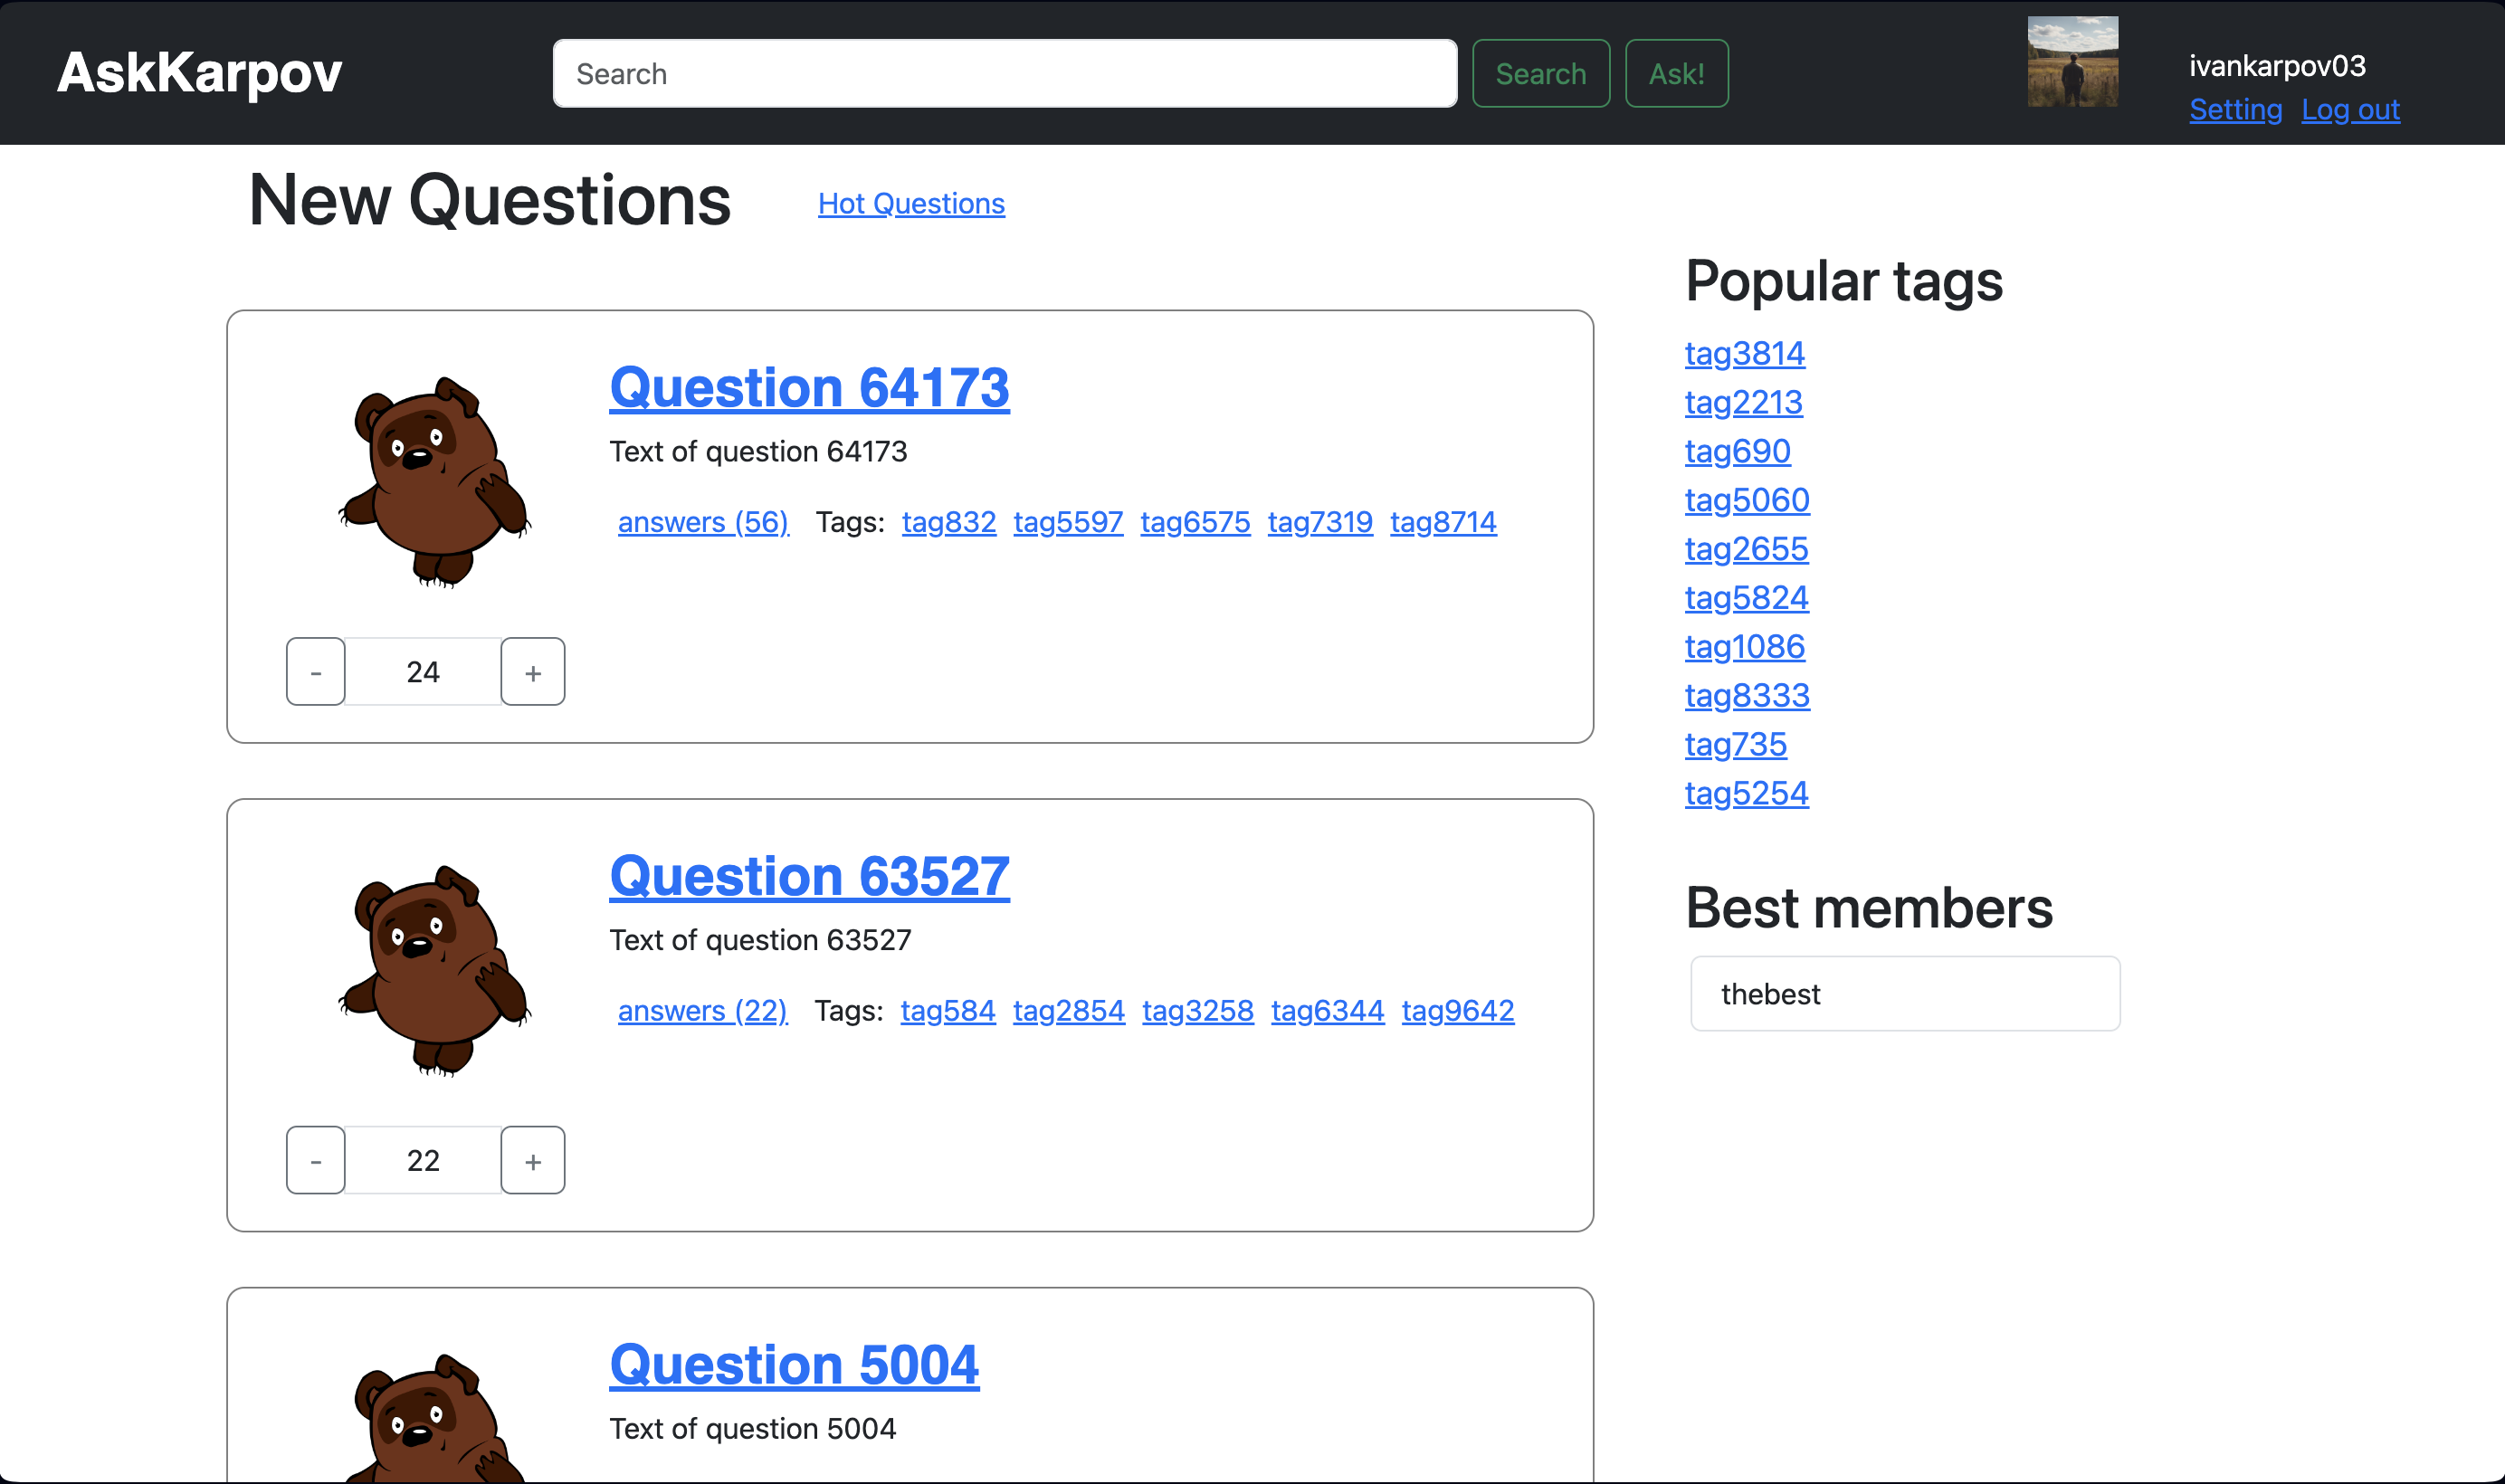 AskKarpov
Search
Search
Ask!
ivankarpov03
Setting Log out
New Questions
Hot Questions
Question 64173
Text of question 64173
answers (56) Tags: tag832 tag5597 tag6575 tag7319 tag8714
- 24 +
Question 63527
Text of question 63527
answers (22) Tags: tag584 tag2854 tag3258 tag6344 tag9642
- 22 +
Question 5004
Text of question 5004
Popular tags
tag3814
tag2213
tag690
tag5060
tag2655
tag5824
tag1086
tag8333
tag735
tag5254
Best members
thebest